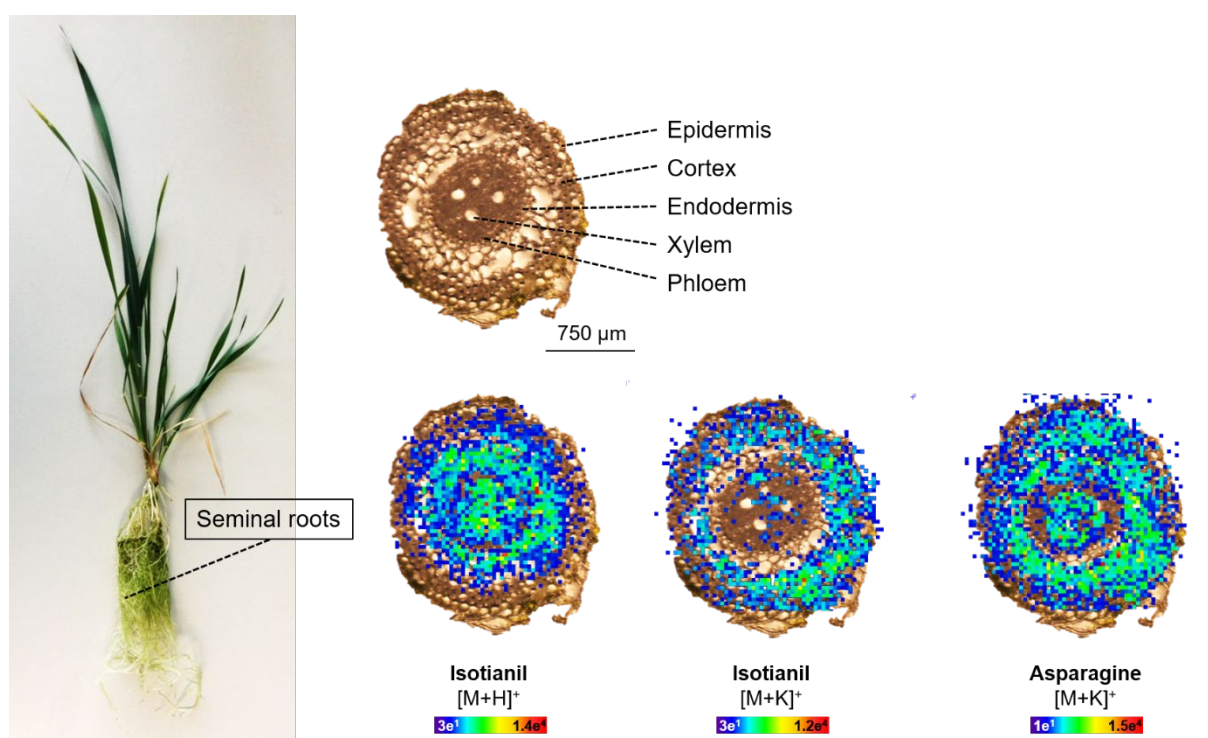 Epidermis
Cortex
Endodermis
Xylem
Phloem
750 µm
Seminal roots
Isotianil
[M+H]⁺
3e¹ 1.4e⁴
Isotianil
[M+K]⁺
3e¹ 1.2e⁴
Asparagine
[M+K]⁺
1e¹ 1.5e⁴